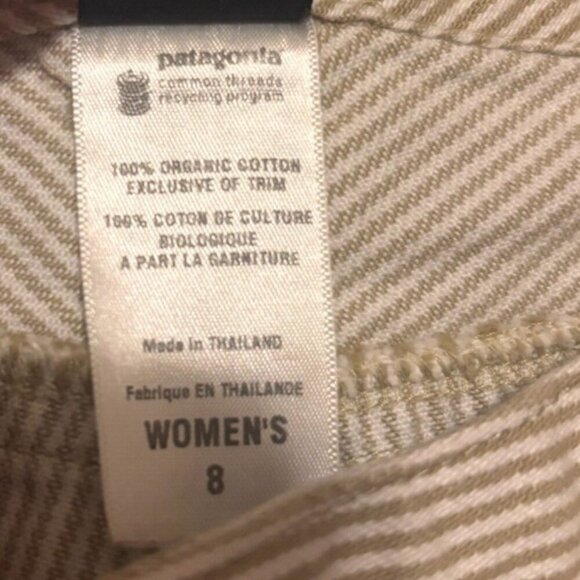 patagonia
common threads
recycling program
100% ORGANIC COTTON
EXCLUSIVE OF TRIM
100% COTON DE CULTURE
BIOLOGIQUE
A PART LA GARNITURE
Made in THAILAND
Fabrique EN THAILANDE
WOMEN'S
8